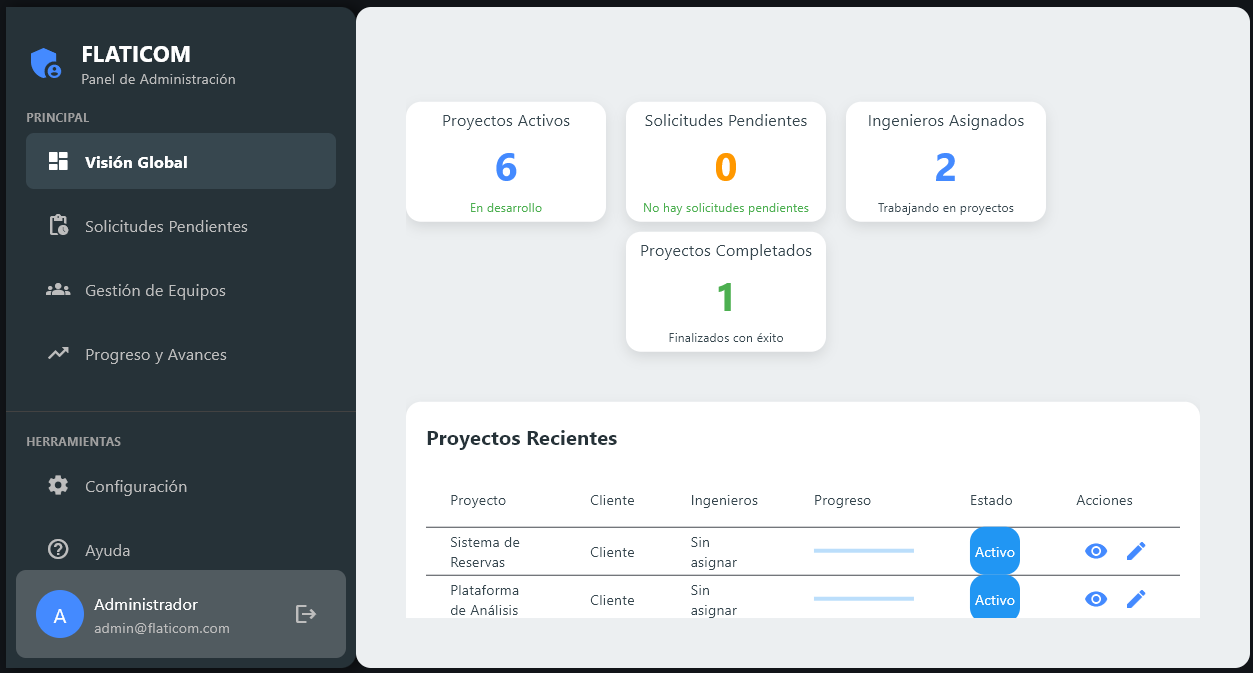 FLATICOM
Panel de Administración
PRINCIPAL
Visión Global
Solicitudes Pendientes
Gestión de Equipos
Progreso y Avances
HERRAMIENTAS
Configuración
Ayuda
A
Administrador
admin@flaticom.com
Proyectos Activos
6
En desarrollo
Solicitudes Pendientes
0
No hay solicitudes pendientes
Ingenieros Asignados
2
Trabajando en proyectos
Proyectos Completados
1
Finalizados con éxito
Proyectos Recientes
Proyecto Cliente Ingenieros Progreso Estado Acciones
Sistema de
Reservas
Cliente
Sin
asignar
Activo
Plataforma
de Análisis
Cliente
Sin
asignar
Activo